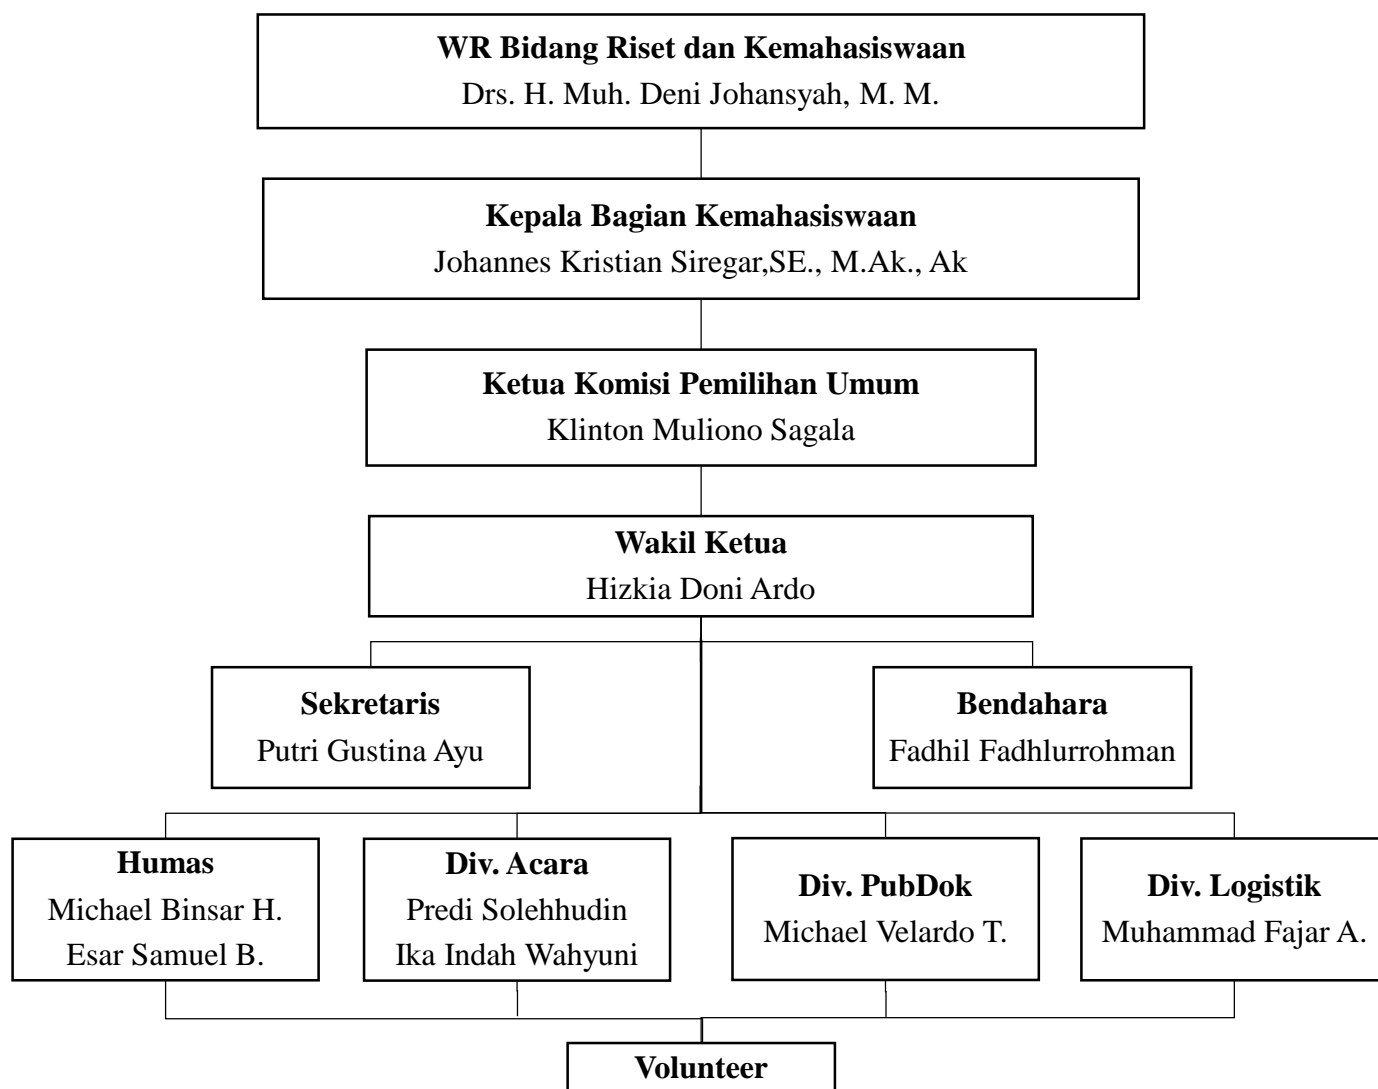 WR Bidang Riset dan Kemahasiswaan
Drs. H. Muh. Deni Johansyah, M. M.
Kepala Bagian Kemahasiswaan
Johannes Kristian Siregar,SE., M.Ak., Ak
Ketua Komisi Pemilihan Umum
Klinton Muliono Sagala
Wakil Ketua
Hizkia Doni Ardo
Sekretaris
Putri Gustina Ayu
Bendahara
Fadhil Fadhlurrohman
Humas
Michael Binsar H.
Esar Samuel B.
Div. Acara
Predi Solehhudin
Ika Indah Wahyuni
Div. PubDok
Michael Velardo T.
Div. Logistik
Muhammad Fajar A.
Volunteer